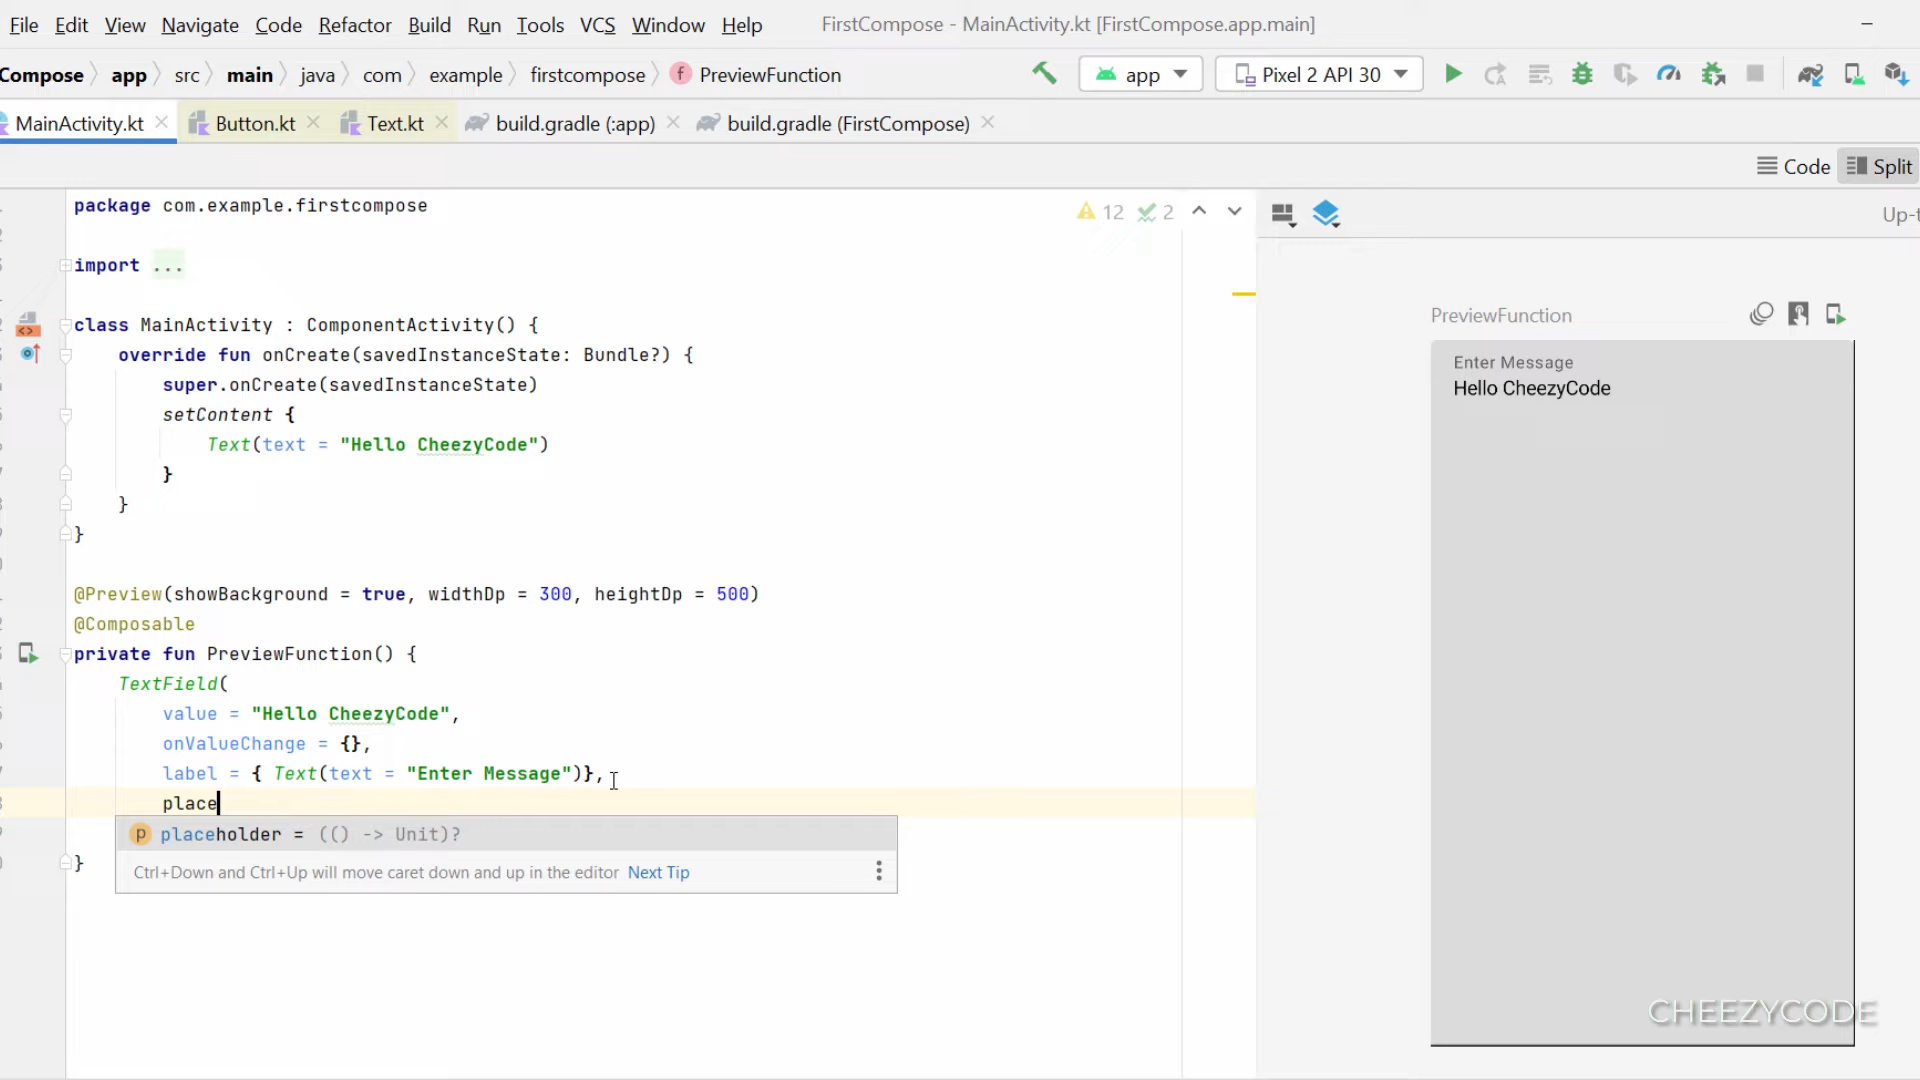 File Edit View Navigate Code Refactor Build Run Tools VCS Window Help FirstCompose - MainActivity.kt [FirstCompose.app.main]
Compose app src main java com example firstcompose PreviewFunction app Pixel 2 API 30
MainActivity.kt Button.kt Text.kt build.gradle (:app) build.gradle (FirstCompose)
Code Split
package com.example.firstcompose
12 2
Up-t
import ...
class MainActivity : ComponentActivity() {
override fun onCreate(savedInstanceState: Bundle?) {
super.onCreate(savedInstanceState)
setContent {
Text(text = "Hello CheezyCode")
}
}
}
@Preview(showBackground = true, widthDp = 300, heightDp = 500)
@Composable
private fun PreviewFunction() {
TextField(
value = "Hello CheezyCode",
onValueChange = {},
label = { Text(text = "Enter Message")},
place
placeholder = (() -> Unit)?
Ctrl+Down and Ctrl+Up will move caret down and up in the editor Next Tip
}
PreviewFunction
Enter Message
Hello CheezyCode
CHEEZYCODE